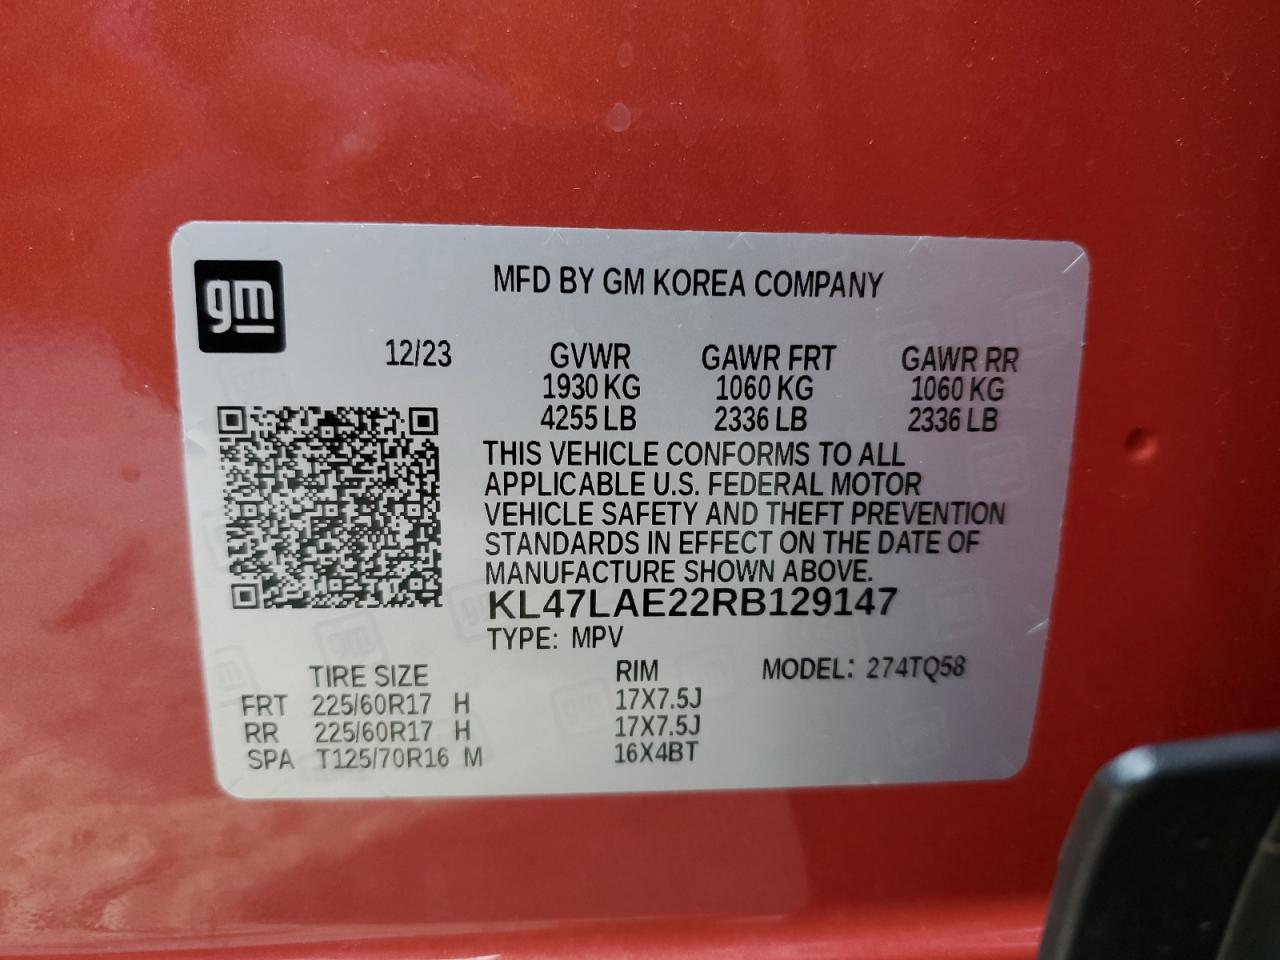 gm
MFD BY GM KOREA COMPANY
12/23 GVWR GAWR FRT GAWR RR
1930 KG 1060 KG 1060 KG
4255 LB 2336 LB 2336 LB
THIS VEHICLE CONFORMS TO ALL
APPLICABLE U.S. FEDERAL MOTOR
VEHICLE SAFETY AND THEFT PREVENTION
STANDARDS IN EFFECT ON THE DATE OF
MANUFACTURE SHOWN ABOVE.
KL47LAE22RB129147
TYPE: MPV
TIRE SIZE RIM MODEL: 274TQ58
FRT 225/60R17 H 17X7.5J
RR 225/60R17 H 17X7.5J
SPA T125/70R16 M 16X4BT